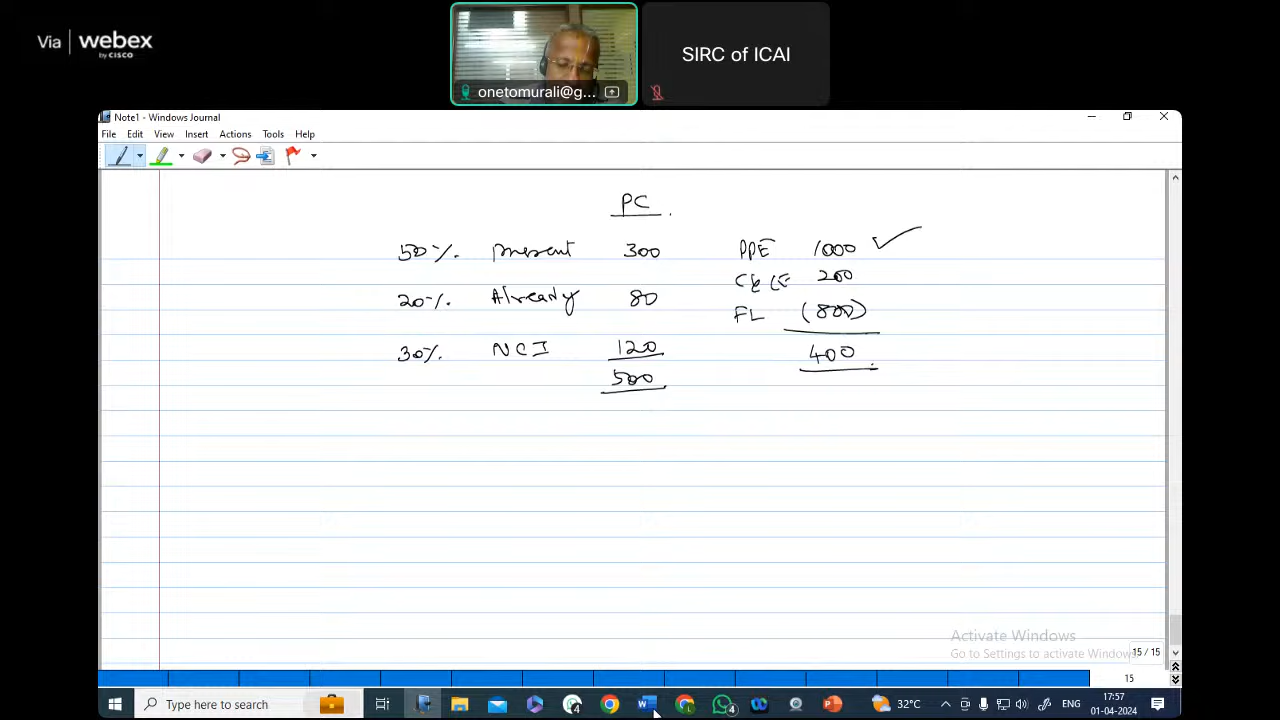 Via webex
by CISCO
onetomurali@g...
SIRC of ICAI
Note1 - Windows Journal
File Edit View Insert Actions Tools Help
PC
50%. Present 300 PPE 1000
C&CE 200
20%. Already 80
FL (800)
30%. NCI 120 400
500
Activate Windows
Go to Settings to activate Windows.
15 / 15
15
Type here to search
4
4
32°C
ENG
17:57
01-04-2024